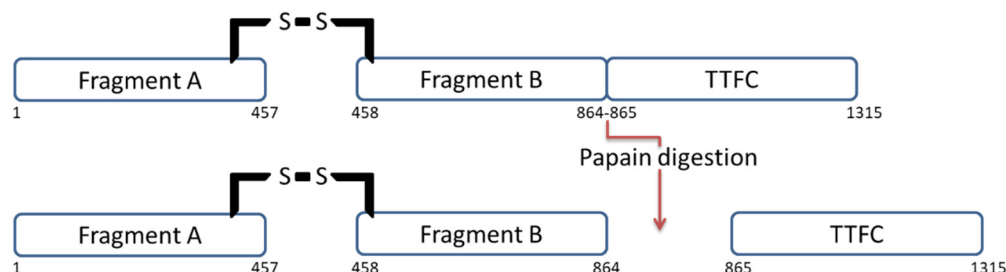 S S
Fragment A Fragment B TTFC
1 457 458 864-865 1315
Papain digestion
S S
Fragment A Fragment B TTFC
1 457 458 864 865 1315